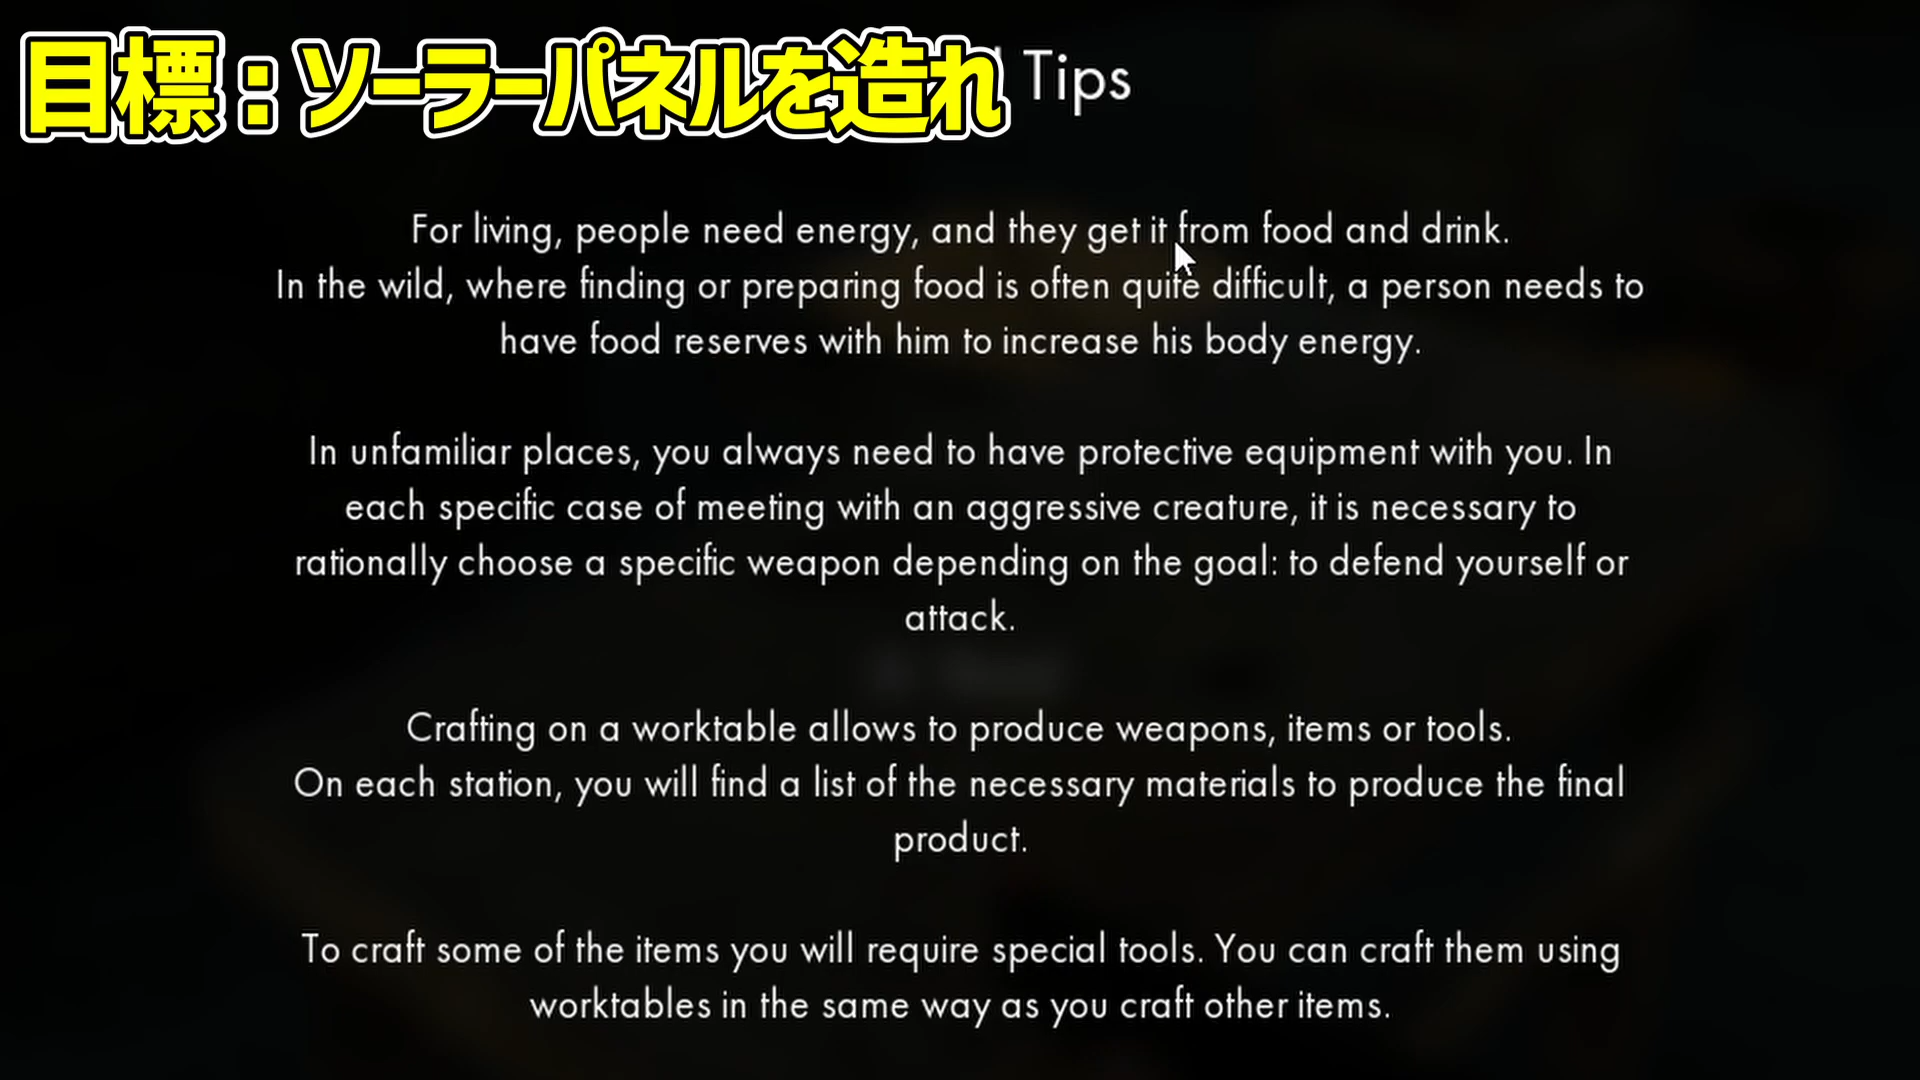 目標：ソーラーパネルを造れ
Tips
For living, people need energy, and they get it from food and drink.
In the wild, where finding or preparing food is often quite difficult, a person needs to
have food reserves with him to increase his body energy.
In unfamiliar places, you always need to have protective equipment with you. In
each specific case of meeting with an aggressive creature, it is necessary to
rationally choose a specific weapon depending on the goal: to defend yourself or
attack.
Crafting on a worktable allows to produce weapons, items or tools.
On each station, you will find a list of the necessary materials to produce the final
product.
To craft some of the items you will require special tools. You can craft them using
worktables in the same way as you craft other items.